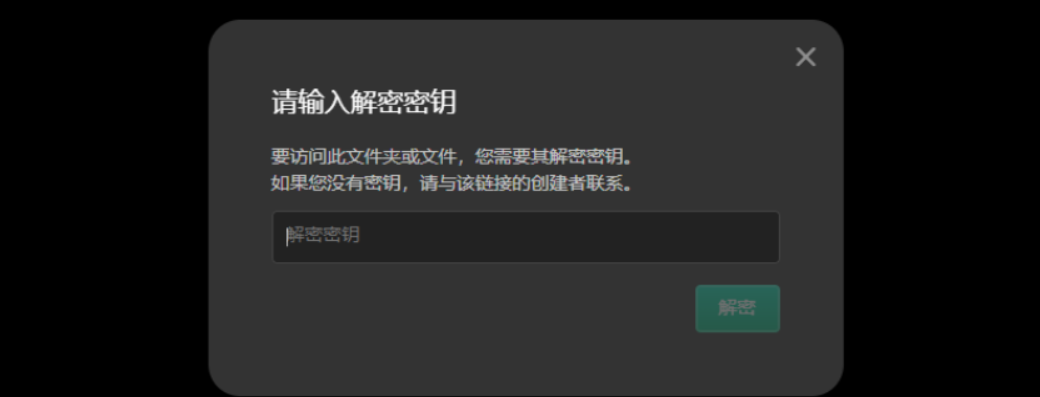 请输入解密密钥
要访问此文件夹或文件，您需要其解密密钥。
如果您没有密钥，请与该链接的创建者联系。
解密密钥
解密